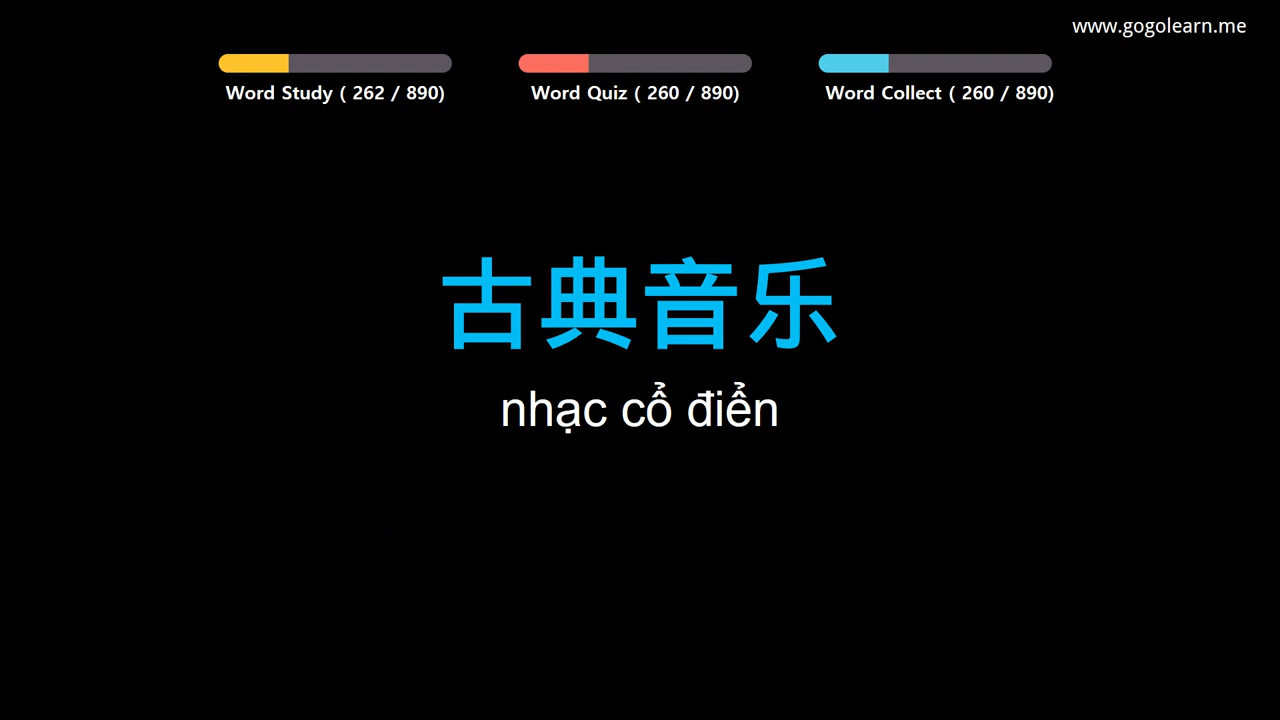 www.gogolearn.me
Word Study ( 262 / 890)
Word Quiz ( 260 / 890)
Word Collect ( 260 / 890)
古典音乐
nhạc cổ điển